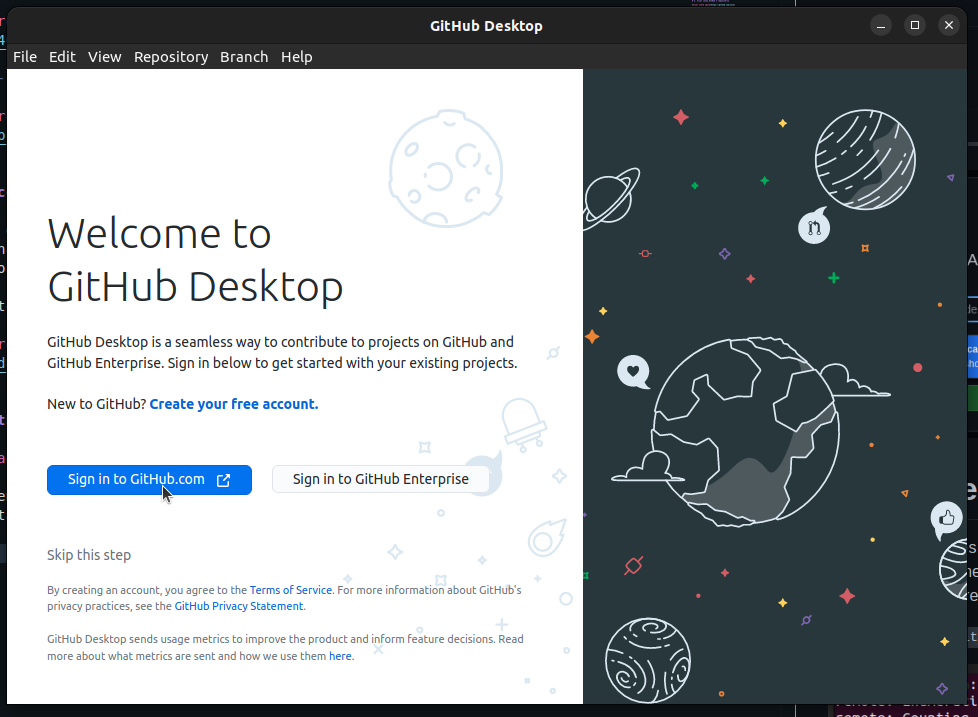 GitHub Desktop
File Edit View Repository Branch Help
Welcome to
GitHub Desktop
GitHub Desktop is a seamless way to contribute to projects on GitHub and
GitHub Enterprise. Sign in below to get started with your existing projects.
New to GitHub? Create your free account.
Sign in to GitHub.com Sign in to GitHub Enterprise
Skip this step
By creating an account, you agree to the Terms of Service. For more information about GitHub's
privacy practices, see the GitHub Privacy Statement.
GitHub Desktop sends usage metrics to improve the product and inform feature decisions. Read
more about what metrics are sent and how we use them here.